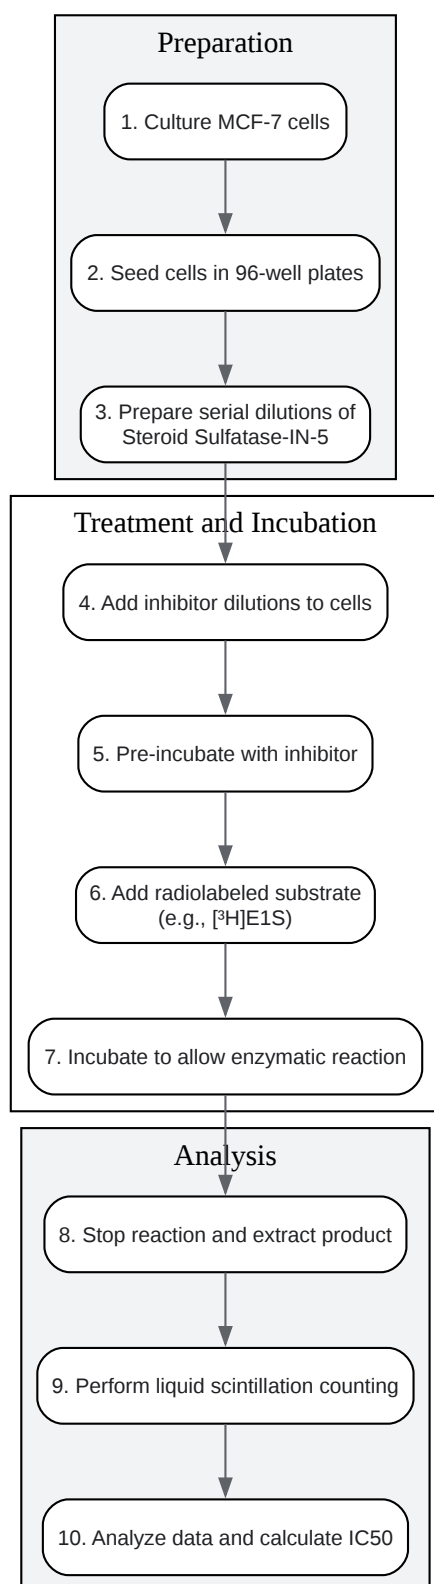 Preparation
1. Culture MCF-7 cells
2. Seed cells in 96-well plates
3. Prepare serial dilutions of
Steroid Sulfatase-IN-5
Treatment and Incubation
4. Add inhibitor dilutions to cells
5. Pre-incubate with inhibitor
6. Add radiolabeled substrate
(e.g., [³H]E1S)
7. Incubate to allow enzymatic reaction
Analysis
8. Stop reaction and extract product
9. Perform liquid scintillation counting
10. Analyze data and calculate IC50